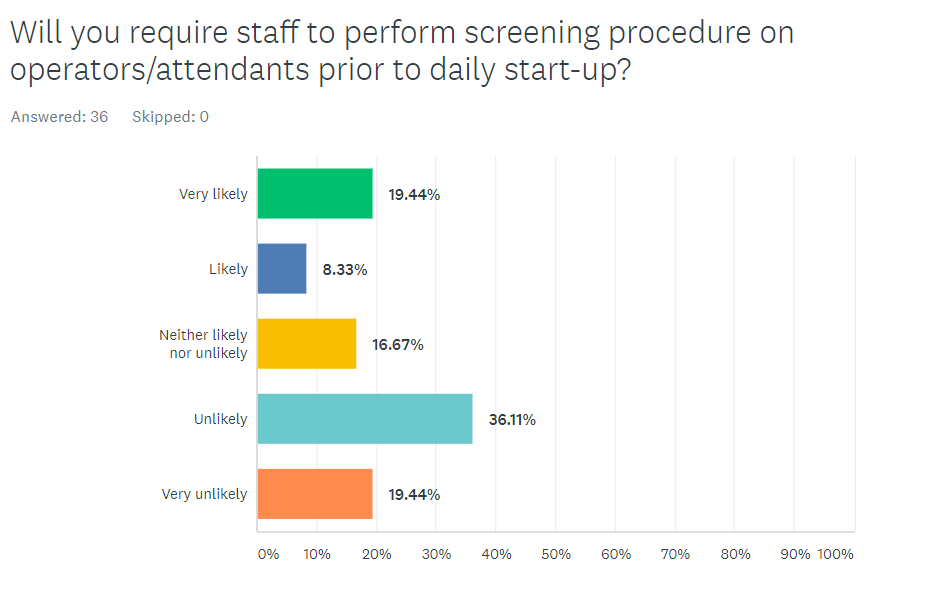 Will you require staff to perform screening procedure on
operators/attendants prior to daily start-up?
Answered: 36 Skipped: 0
Very likely 19.44%
Likely 8.33%
Neither likely
nor unlikely 16.67%
Unlikely 36.11%
Very unlikely 19.44%
0% 10% 20% 30% 40% 50% 60% 70% 80% 90% 100%